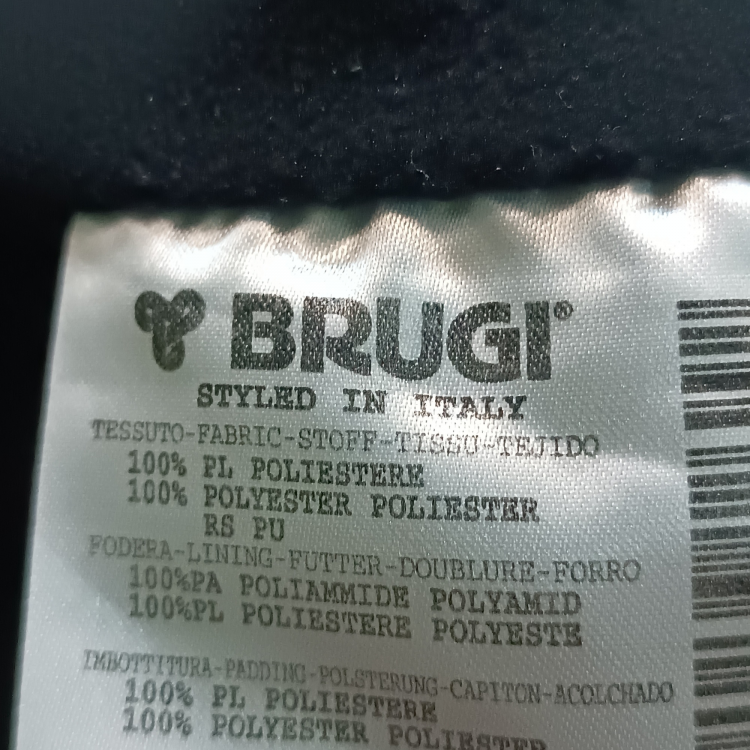 BRUGI®
STYLED IN ITALY
TESSUTO-FABRIC-STOFF-TISSU-TEJIDO
100% PL POLIESTERE
100% POLYESTER POLIESTER
RS PU
FODERA-LINING-FUTTER-DOUBLURE-FORRO
100%PA POLIAMMIDE POLYAMID
100%PL POLIESTERE POLYESTE
IMBOTTITURA-PADDING-POLSTERUNG-CAPITON-ACOLCHADO
100% PL POLIESTERE
100% POLYESTER POLIESTER